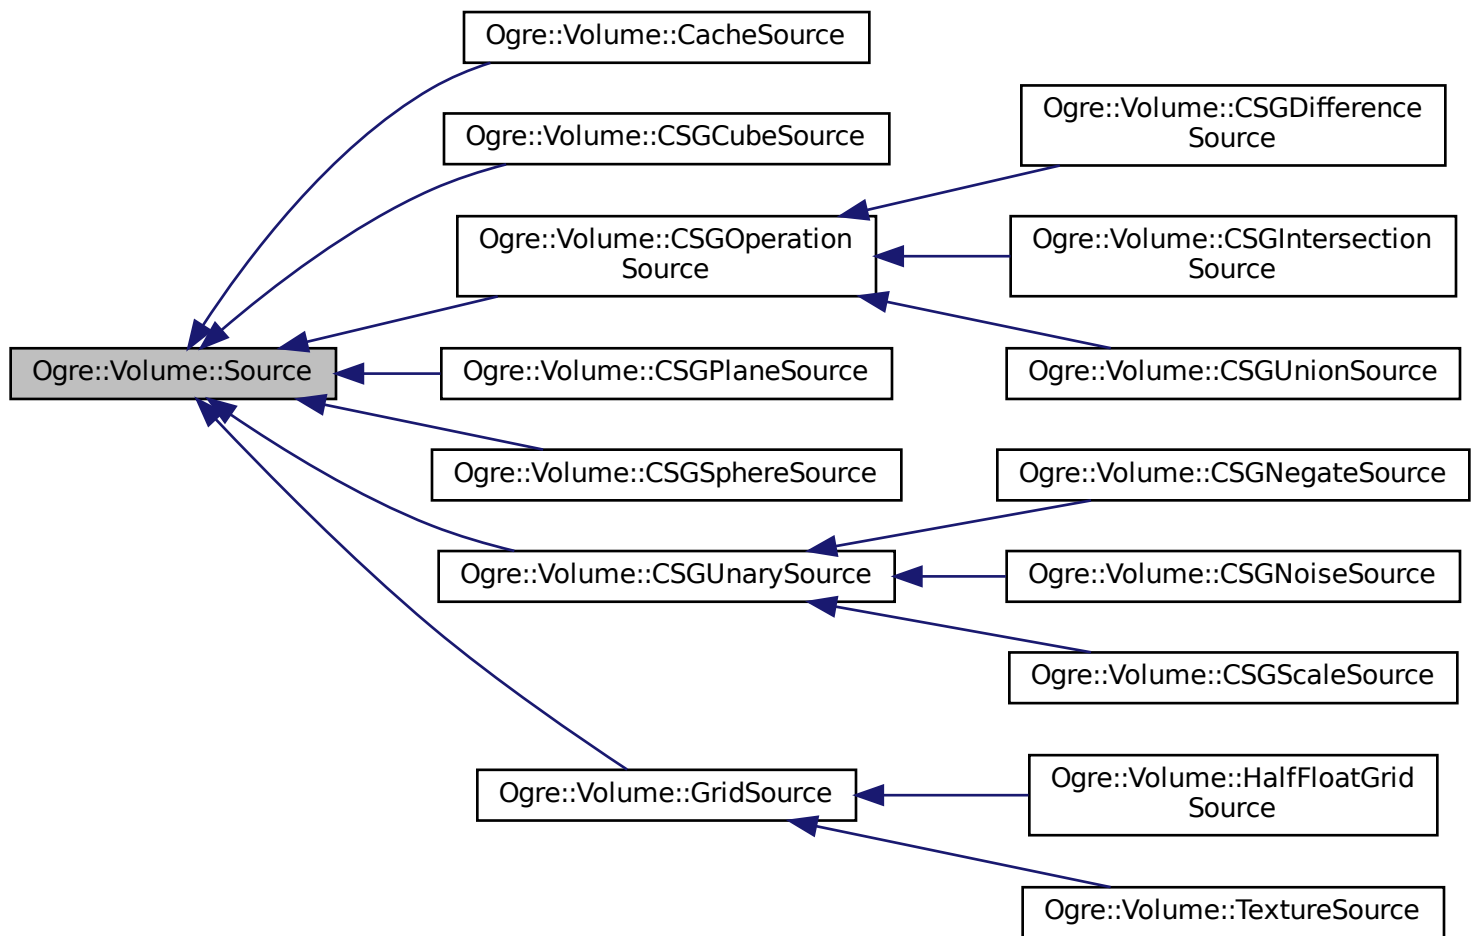 Ogre::Volume::CacheSource
Ogre::Volume::CSGCubeSource
Ogre::Volume::CSGDifference
Source
Ogre::Volume::CSGOperation
Source
Ogre::Volume::CSGIntersection
Source
Ogre::Volume::Source
Ogre::Volume::CSGPlaneSource
Ogre::Volume::CSGUnionSource
Ogre::Volume::CSGSphereSource
Ogre::Volume::CSGNegateSource
Ogre::Volume::CSGUnarySource
Ogre::Volume::CSGNoiseSource
Ogre::Volume::CSGScaleSource
Ogre::Volume::GridSource
Ogre::Volume::HalfFloatGrid
Source
Ogre::Volume::TextureSource